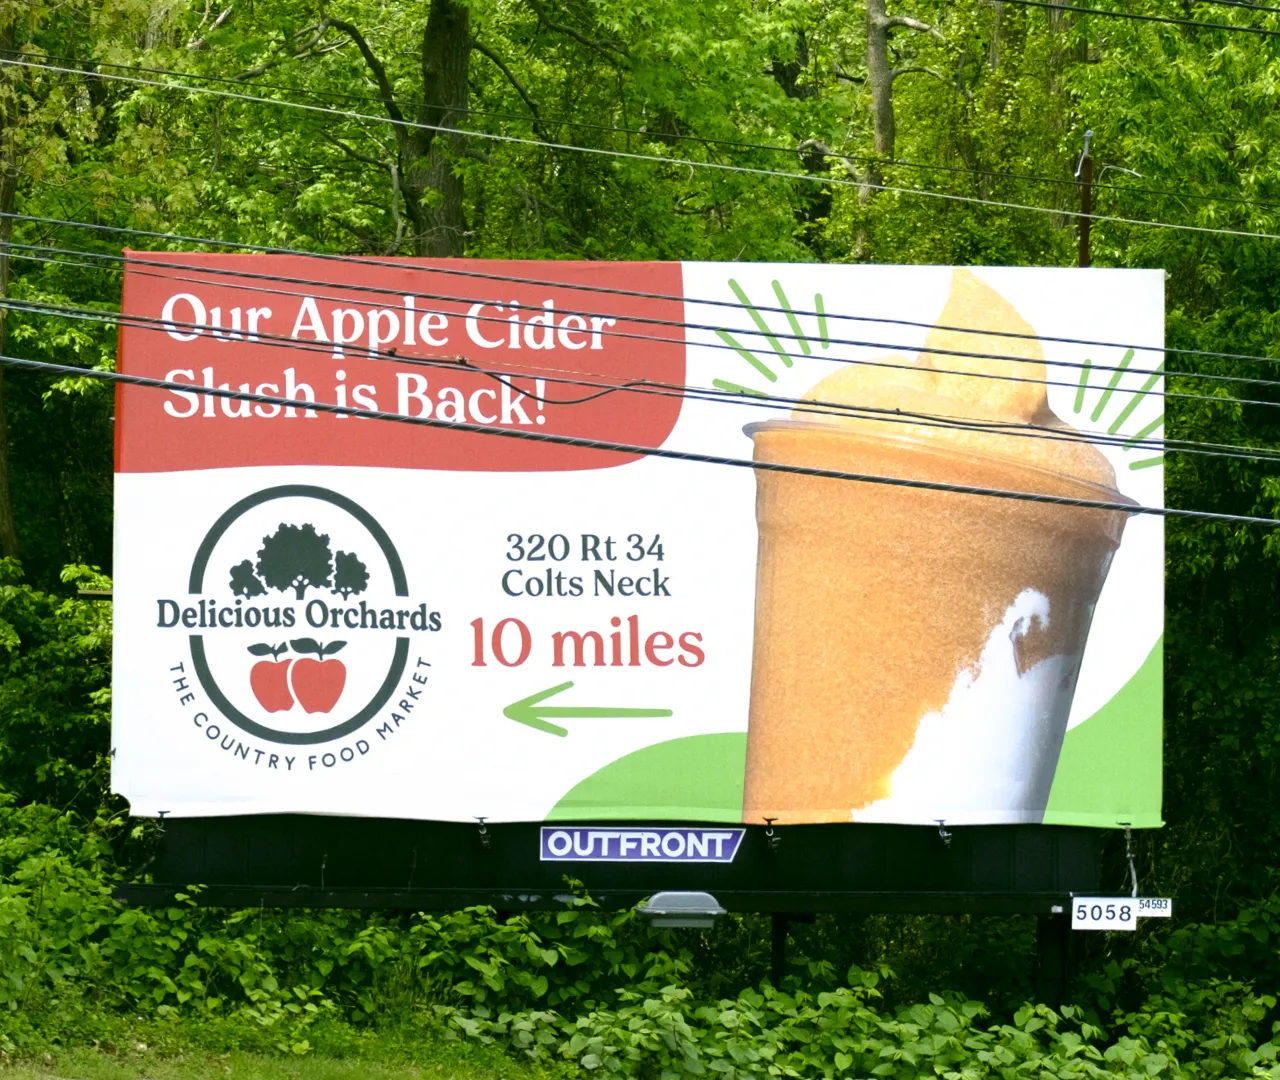 Our Apple Cider
Slush is Back!
320 Rt 34
Colts Neck
Delicious Orchards
10 miles
THE COUNTRY FOOD MARKET
OUTFRONT
5058
54593